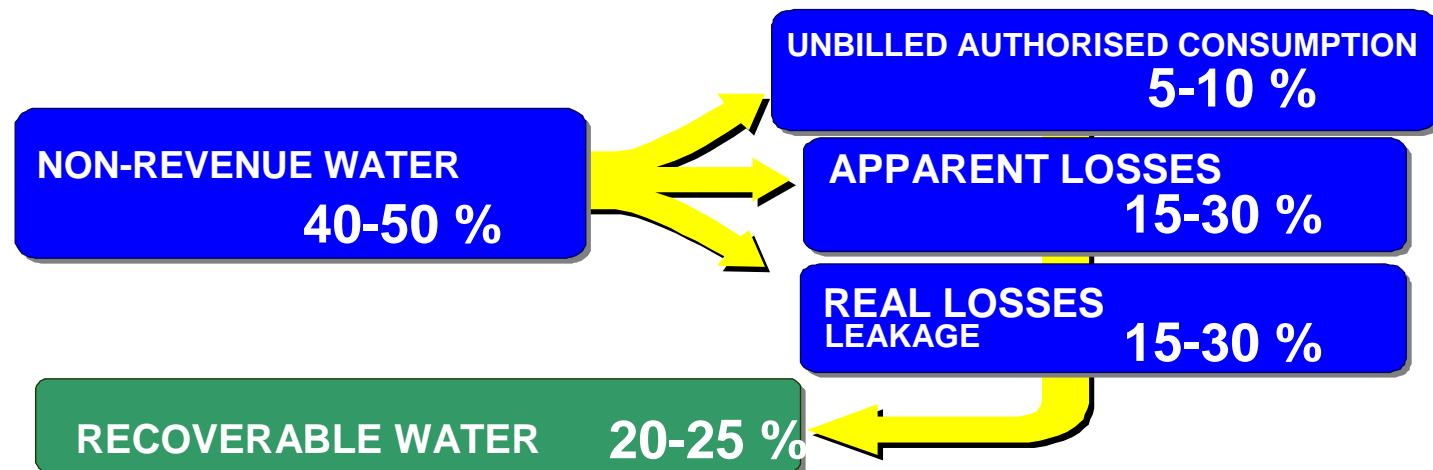 NON-REVENUE WATER
40-50 %
UNBILLED AUTHORISED CONSUMPTION
5-10 %
APPARENT LOSSES
15-30 %
REAL LOSSES
LEAKAGE
15-30 %
RECOVERABLE WATER 20-25 %